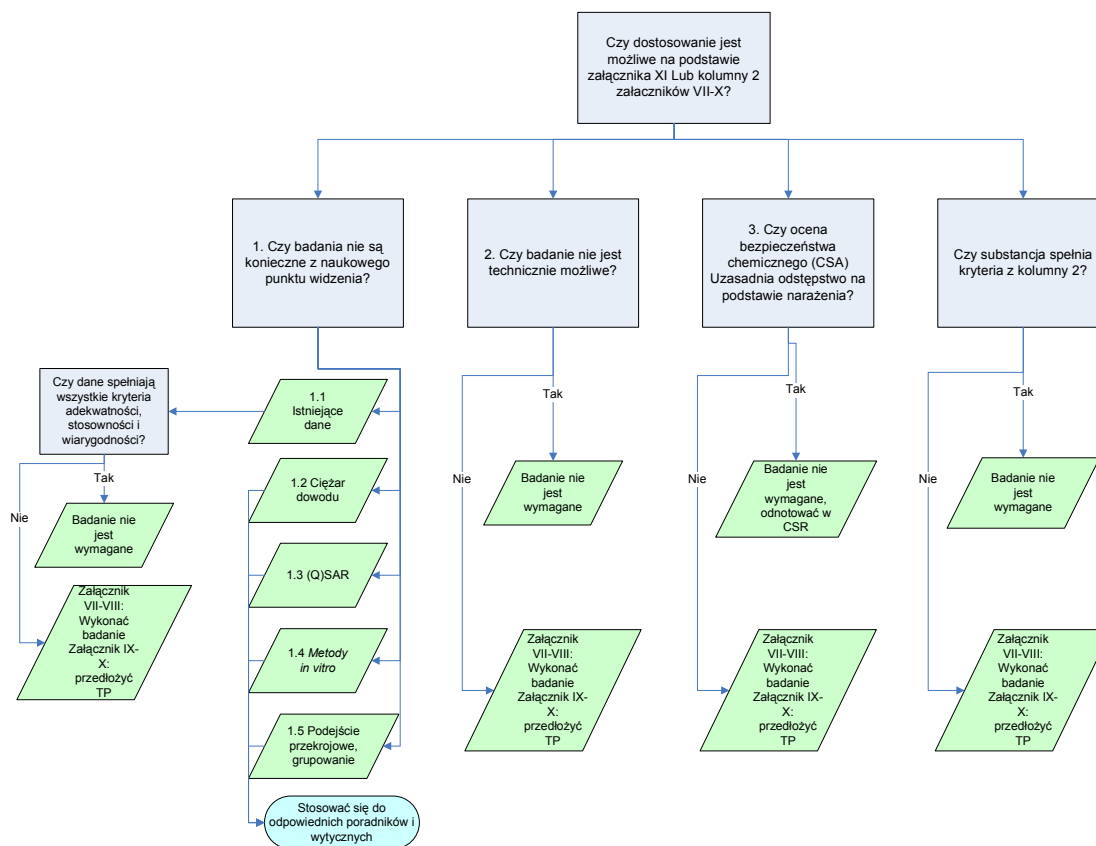 Czy dostosowanie jest
możliwe na podstawie
załącznika XI Lub kolumny 2
załaczników VII-X?
1. Czy badania nie są
konieczne z naukowego
punktu widzenia?
2. Czy badanie nie jest
technicznie możliwe?
3. Czy ocena
bezpieczeństwa
chemicznego (CSA)
Uzasadnia odstępstwo na
podstawie narażenia?
Czy substancja spełnia
kryteria z kolumny 2?
Czy dane spełniają
wszystkie kryteria
adekwatności,
stosowności i
wiarygodności?
Tak
Nie
Badanie nie
jest
wymagane
Załącznik
VII-VIII:
Wykonać
badanie
Załącznik IX-
X:
przedłożyć
TP
1.1
Istniejące
dane
1.2 Ciężar
dowodu
1.3 (Q)SAR
1.4 Metody
in vitro
1.5 Podejście
przekrojowe,
grupowanie
Stosować się do
odpowiednich poradników i
wytycznych
Tak
Nie
Badanie nie
jest
wymagane
Załącznik
VII-VIII:
Wykonać
badanie
Załącznik IX-
X:
przedłożyć
TP
Tak
Nie
Badanie nie
jest
wymagane,
odnotować w
CSR
Załącznik
VII-VIII:
Wykonać
badanie
Załącznik IX-
X:
przedłożyć
TP
Tak
Nie
Badanie nie
jest
wymagane
Załącznik
VII-VIII:
Wykonać
badanie
Załącznik IX-
X:
przedłożyć
TP